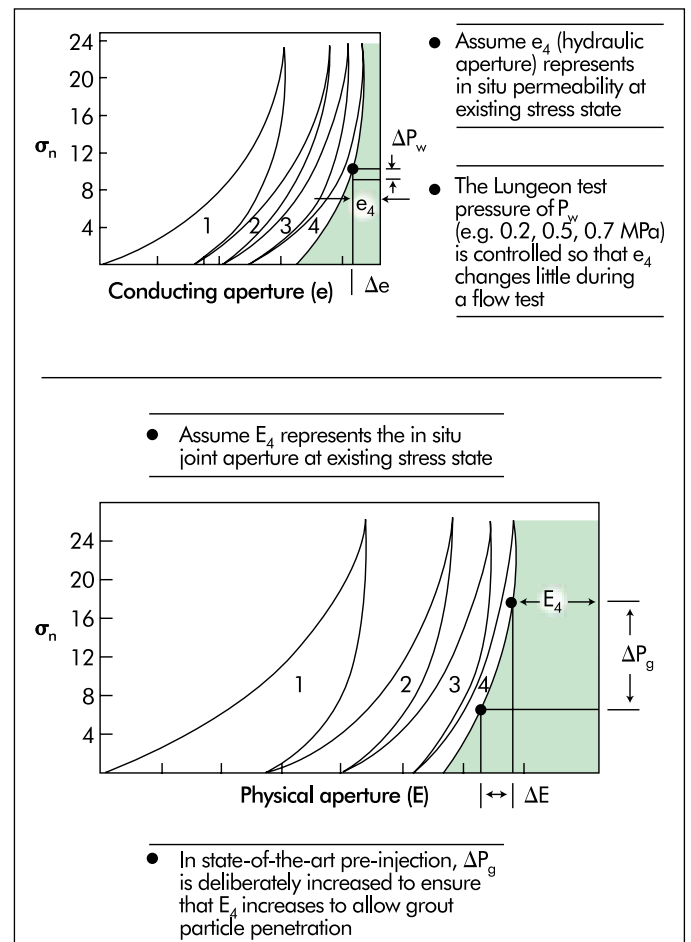 24
20
16
12
8
4
σn
1
2
3
4
e4
ΔPw
Conducting aperture (e)
Δe
● Assume e4 (hydraulic
aperture) represents
in situ permeability at
existing stress state
● The Lungeon test
pressure of Pw
(e.g. 0.2, 0.5, 0.7 MPa)
is controlled so that e4
changes little during
a flow test
● Assume E4 represents the in situ
joint aperture at existing stress state
24
20
16
12
8
4
σn
1
2
3
4
E4
ΔPg
Physical aperture (E)
ΔE
● In state-of-the-art pre-injection, ΔPg
is deliberately increased to ensure
that E4 increases to allow grout
particle penetration